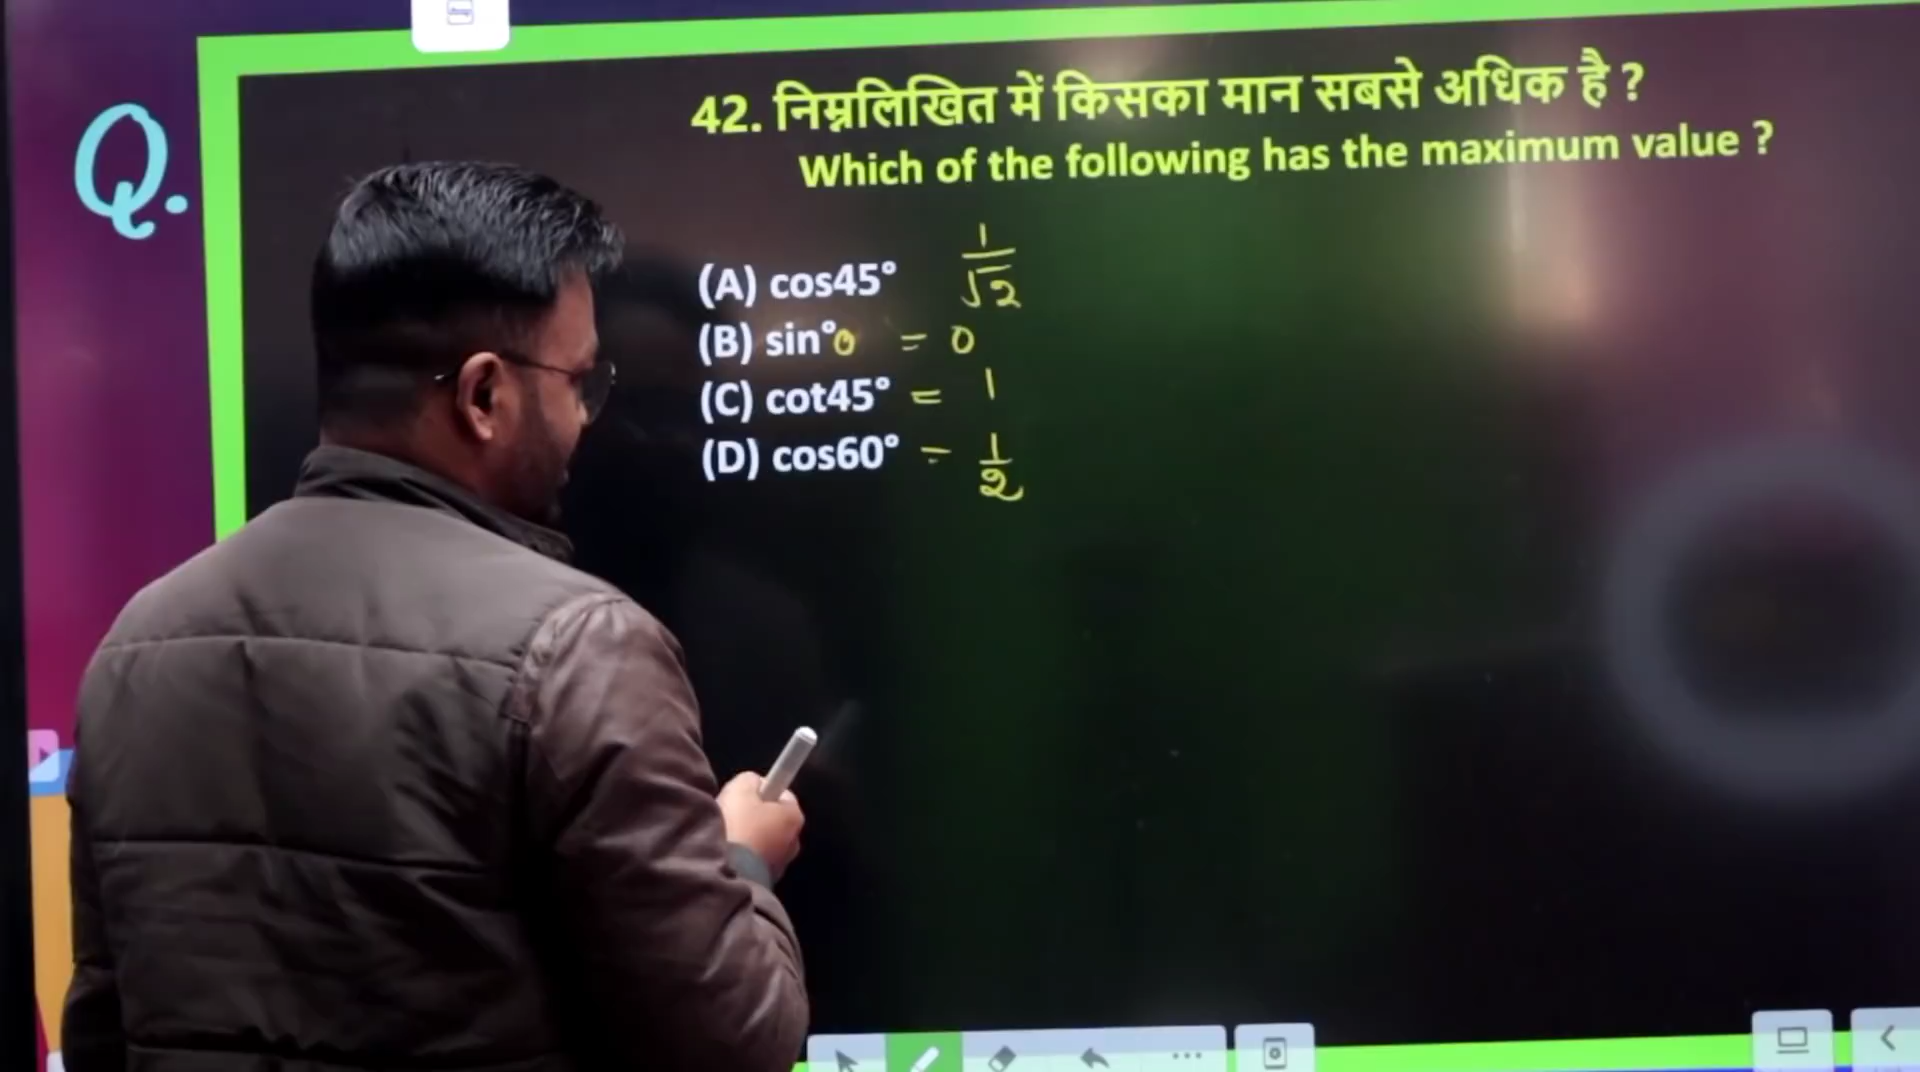 Q.
42. निम्नलिखित में किसका मान सबसे अधिक है ?
Which of the following has the maximum value ?
(A) cos45° 1/√2
(B) sin°0 = 0
(C) cot45° = 1
(D) cos60° = 1/2